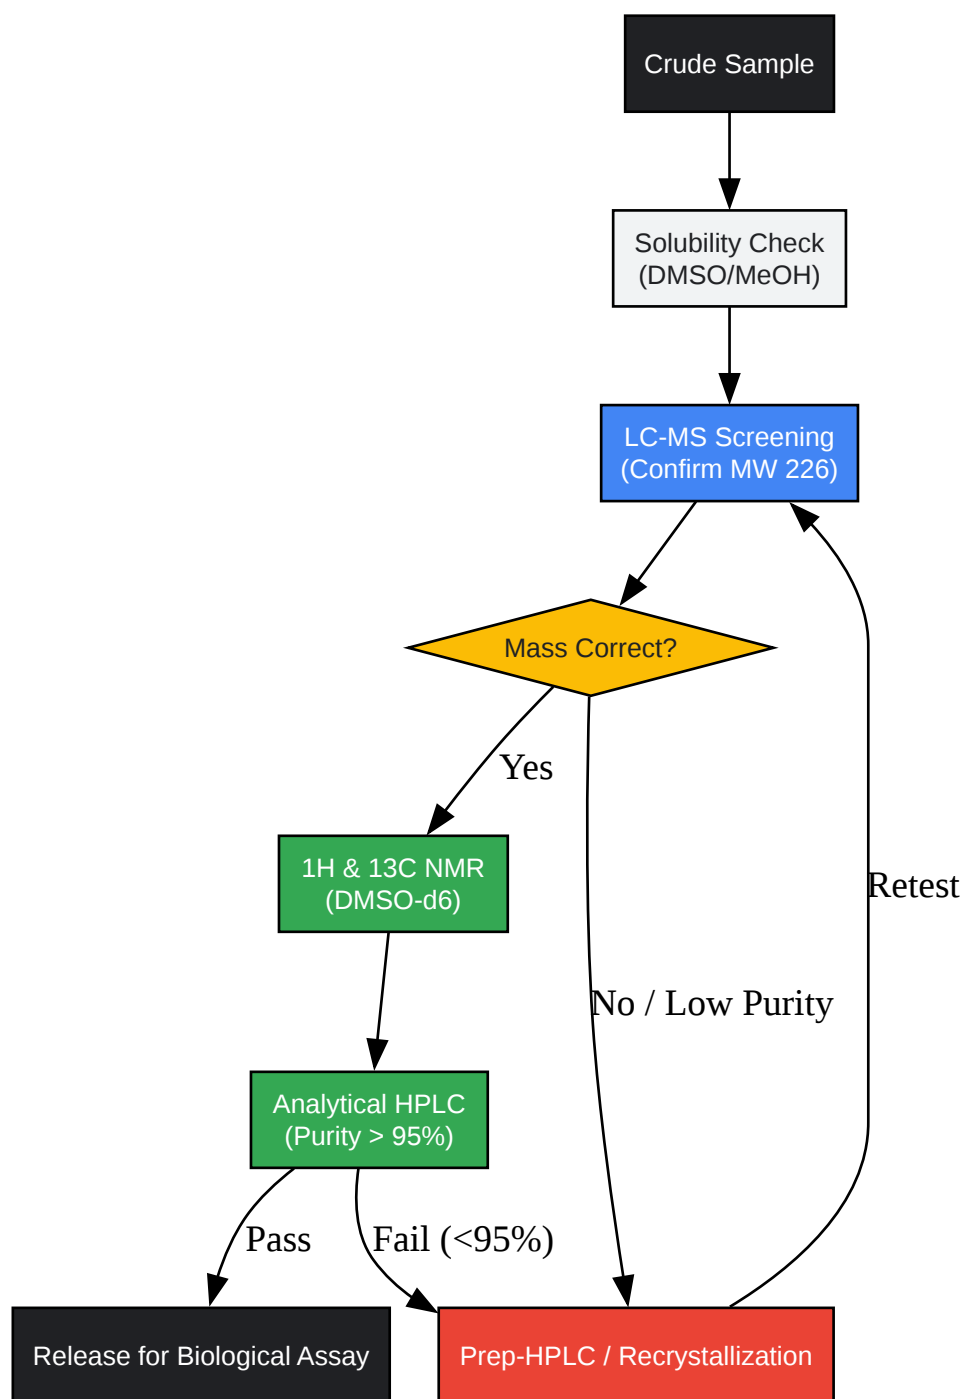 Crude Sample
Solubility Check
(DMSO/MeOH)
LC-MS Screening
(Confirm MW 226)
Mass Correct?
Yes
1H & 13C NMR
(DMSO-d6)
Retest
No / Low Purity
Analytical HPLC
(Purity > 95%)
Pass
Fail (<95%)
Release for Biological Assay
Prep-HPLC / Recrystallization